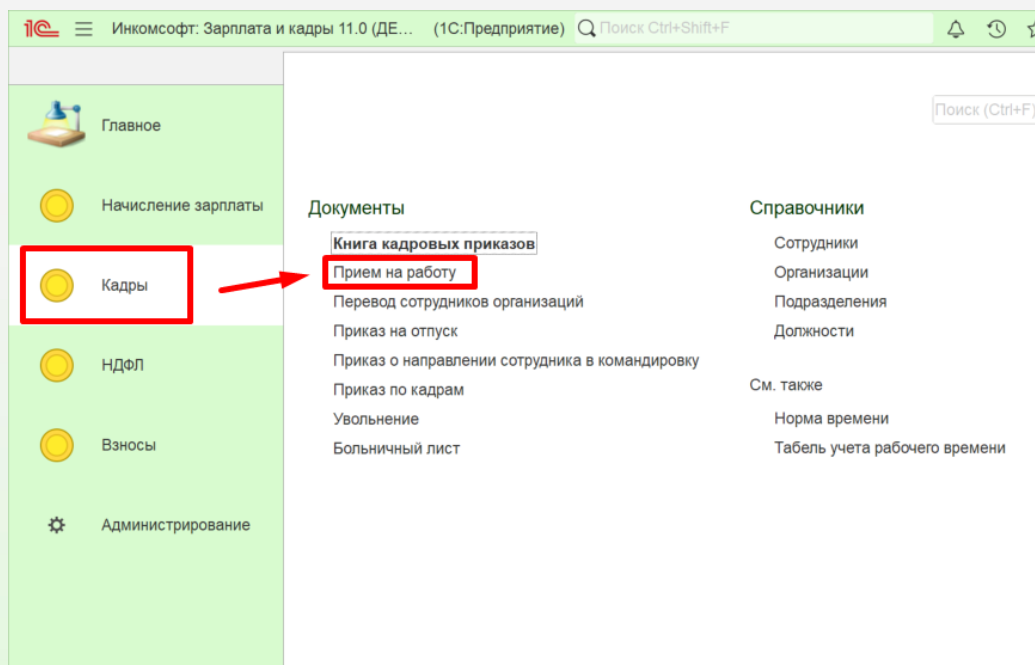 1С Инкомсофт: Зарплата и кадры 11.0 (ДЕ... (1С:Предприятие) Поиск Ctrl+Shift+F
Поиск (Ctrl+F)
Главное
Начисление зарплаты
Кадры
НДФЛ
Взносы
Администрирование
Документы
Книга кадровых приказов
Прием на работу
Перевод сотрудников организаций
Приказ на отпуск
Приказ о направлении сотрудника в командировку
Приказ по кадрам
Увольнение
Больничный лист
Справочники
Сотрудники
Организации
Подразделения
Должности
См. также
Норма времени
Табель учета рабочего времени